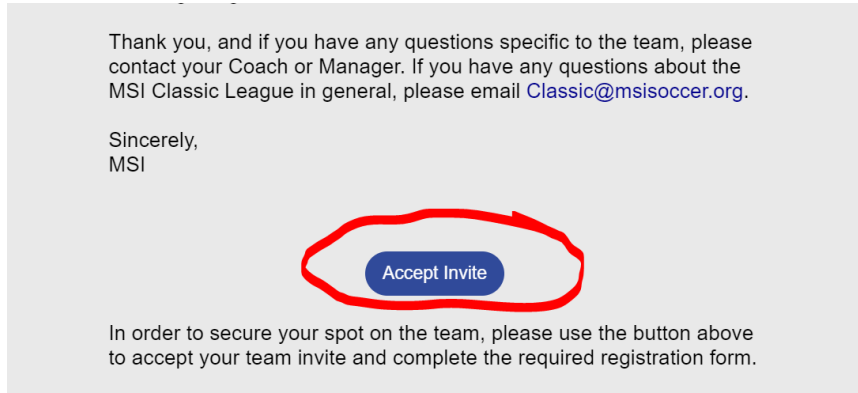 Thank you, and if you have any questions specific to the team, please
contact your Coach or Manager. If you have any questions about the
MSI Classic League in general, please email Classic@msisoccer.org.
Sincerely,
MSI
Accept Invite
In order to secure your spot on the team, please use the button above
to accept your team invite and complete the required registration form.